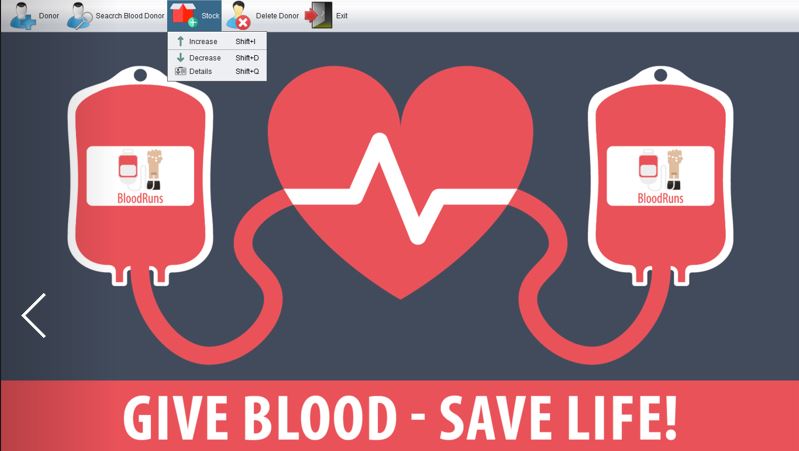 Donor Seacrch Blood Donor Stock Delete Donor Exit
Increase Shift+I
Decrease Shift+D
Details Shift+Q
BloodRuns BloodRuns
GIVE BLOOD - SAVE LIFE!